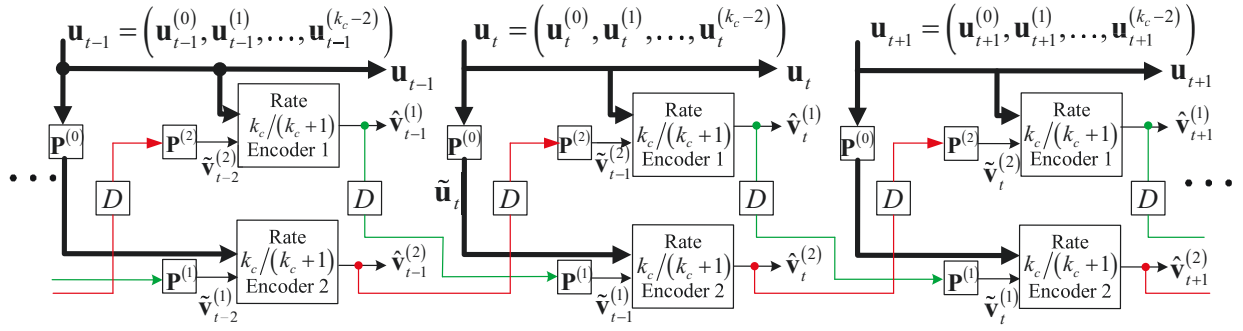 𝐮_{t−1} = (𝐮_{t−1}^{(0)}, 𝐮_{t−1}^{(1)}, …, 𝐮_{t−1}^{(k_c−2)})
𝐮_{t−1}
𝐏^{(0)}
𝐏^{(2)}
Rate
k_c/(k_c+1)
Encoder 1
𝐯̂_{t−1}^{(1)}
𝐯̃_{t−2}^{(2)}
D
D
Rate
k_c/(k_c+1)
Encoder 2
𝐯̂_{t−1}^{(2)}
𝐏^{(1)}
𝐯̃_{t−2}^{(1)}
• • •
𝐮_t = (𝐮_t^{(0)}, 𝐮_t^{(1)}, …, 𝐮_t^{(k_c−2)})
𝐮_t
𝐏^{(0)}
𝐏^{(2)}
Rate
k_c/(k_c+1)
Encoder 1
𝐯̂_t^{(1)}
𝐯̃_{t−1}^{(2)}
𝐮̃_t
D
D
Rate
k_c/(k_c+1)
Encoder 2
𝐯̂_t^{(2)}
𝐏^{(1)}
𝐯̃_{t−1}^{(1)}
𝐮_{t+1} = (𝐮_{t+1}^{(0)}, 𝐮_{t+1}^{(1)}, …, 𝐮_{t+1}^{(k_c−2)})
𝐮_{t+1}
𝐏^{(0)}
𝐏^{(2)}
Rate
k_c/(k_c+1)
Encoder 1
𝐯̂_{t+1}^{(1)}
𝐯̃_t^{(2)}
D
D
Rate
k_c/(k_c+1)
Encoder 2
𝐯̂_{t+1}^{(2)}
𝐏^{(1)}
𝐯̃_t^{(1)}
• • •